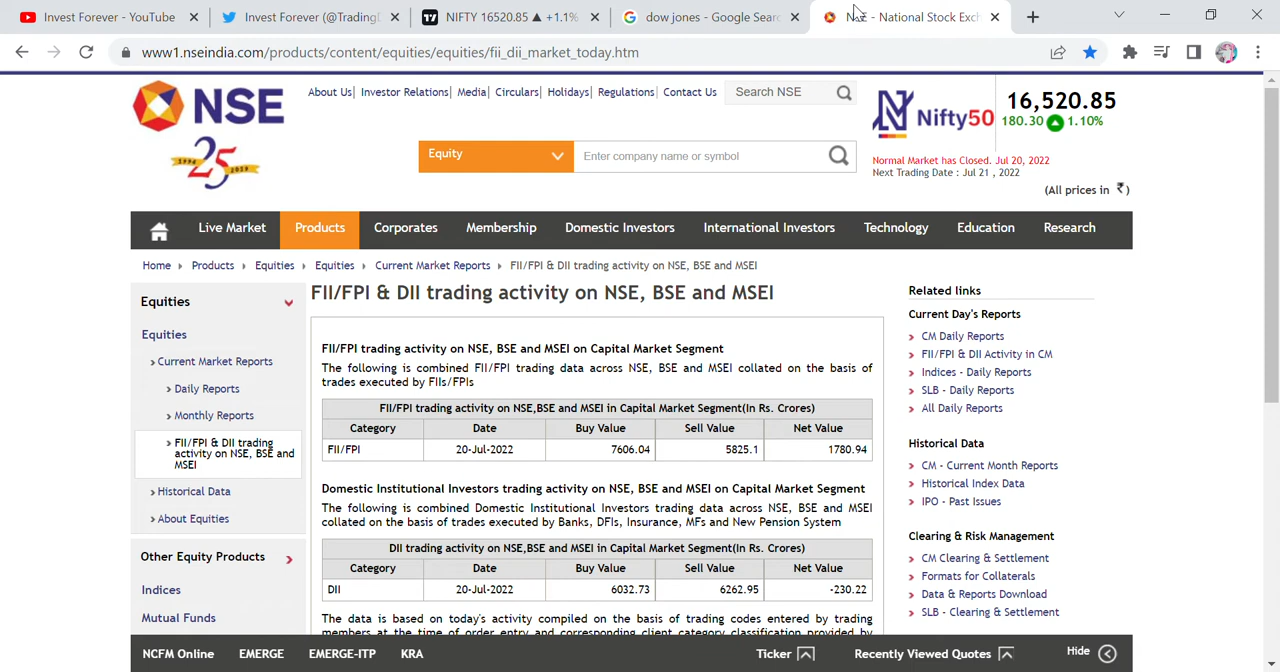 Invest Forever - YouTube
Invest Forever (@TradingD
NIFTY 16520.85 ▲ +1.1%
dow jones - Google Sear
National Stock Exch
www1.nseindia.com/products/content/equities/equities/fii_dii_market_today.htm
NSE
25
About Us| Investor Relations| Media| Circulars| Holidays| Regulations| Contact Us
Search NSE
Nifty50
16,520.85
180.30 1.10%
Equity
Enter company name or symbol
Normal Market has Closed. Jul 20, 2022
Next Trading Date : Jul 21 , 2022
(All prices in ₹)
Live Market Products Corporates Membership Domestic Investors International Investors Technology Education Research
Home Products Equities Equities Current Market Reports FII/FPI & DII trading activity on NSE, BSE and MSEI
Equities
Equities
Current Market Reports
Daily Reports
Monthly Reports
FII/FPI & DII trading
activity on NSE, BSE and
MSEI
Historical Data
About Equities
Other Equity Products
Indices
Mutual Funds
FII/FPI & DII trading activity on NSE, BSE and MSEI
FII/FPI trading activity on NSE, BSE and MSEI on Capital Market Segment
The following is combined FII/FPI trading data across NSE, BSE and MSEI collated on the basis of
trades executed by FIIs/FPIs
FII/FPI trading activity on NSE,BSE and MSEI in Capital Market Segment(In Rs. Crores)
Category Date Buy Value Sell Value Net Value
FII/FPI 20-Jul-2022 7606.04 5825.1 1780.94
Domestic Institutional Investors trading activity on NSE, BSE and MSEI on Capital Market Segment
The following is combined Domestic Institutional Investors trading data across NSE, BSE and MSEI
collated on the basis of trades executed by Banks, DFIs, Insurance, MFs and New Pension System
DII trading activity on NSE,BSE and MSEI in Capital Market Segment(In Rs. Crores)
Category Date Buy Value Sell Value Net Value
DII 20-Jul-2022 6032.73 6262.95 -230.22
The data is based on today's activity compiled on the basis of trading codes entered by trading
members at the time of order entry and corresponding client category classification provided by
Related links
Current Day's Reports
CM Daily Reports
FII/FPI & DII Activity in CM
Indices - Daily Reports
SLB - Daily Reports
All Daily Reports
Historical Data
CM - Current Month Reports
Historical Index Data
IPO - Past Issues
Clearing & Risk Management
CM Clearing & Settlement
Formats for Collaterals
Data & Reports Download
SLB - Clearing & Settlement
NCFM Online EMERGE EMERGE-ITP KRA Ticker Recently Viewed Quotes Hide